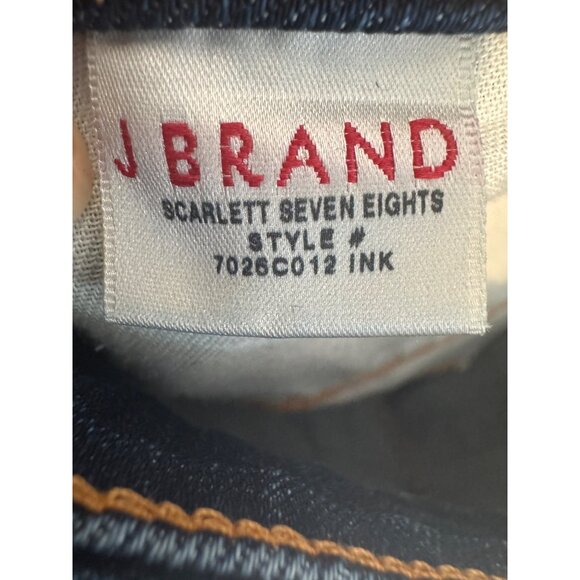 J BRAND
SCARLETT SEVEN EIGHTS
STYLE #
7026C012 INK